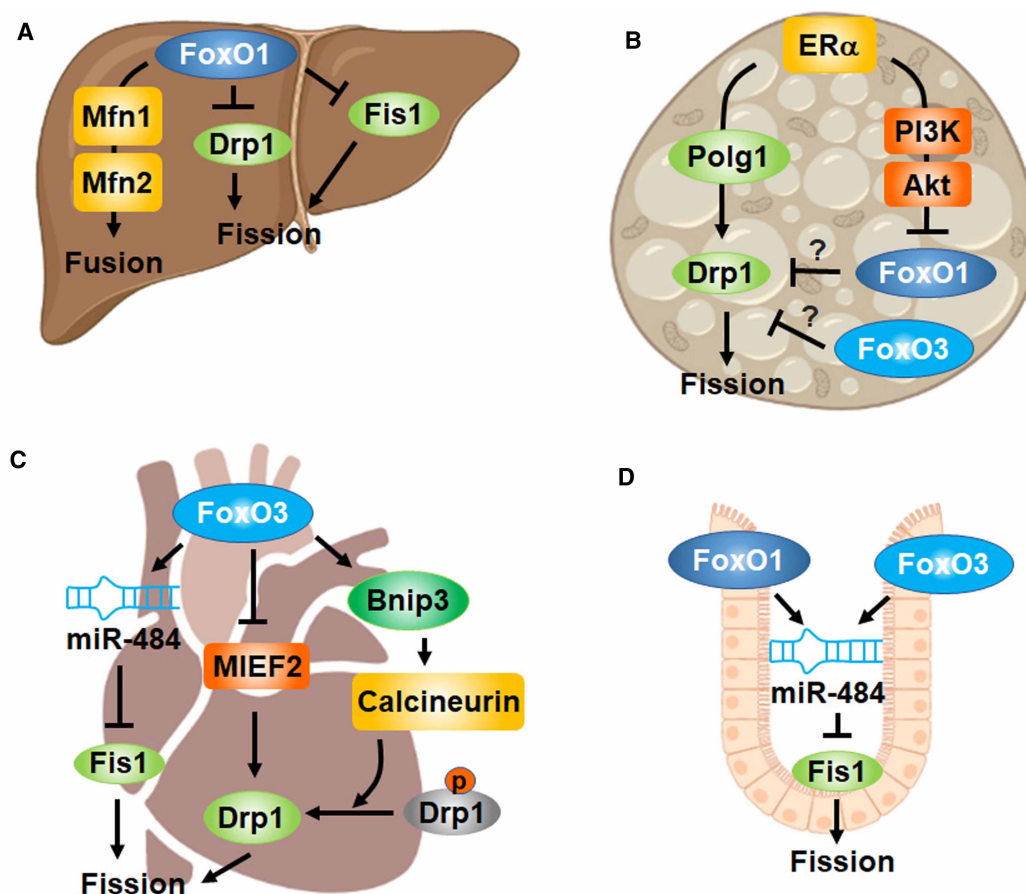 A
FoxO1
Mfn1
Mfn2
Fusion
Drp1
Fission
Fis1
B
ERα
Polg1
PI3K
Akt
Drp1
?
FoxO1
?
FoxO3
Fission
C
FoxO3
miR-484
Bnip3
MIEF2
Calcineurin
Fis1
Drp1
p
Drp1
Fission
D
FoxO1
FoxO3
miR-484
Fis1
Fission